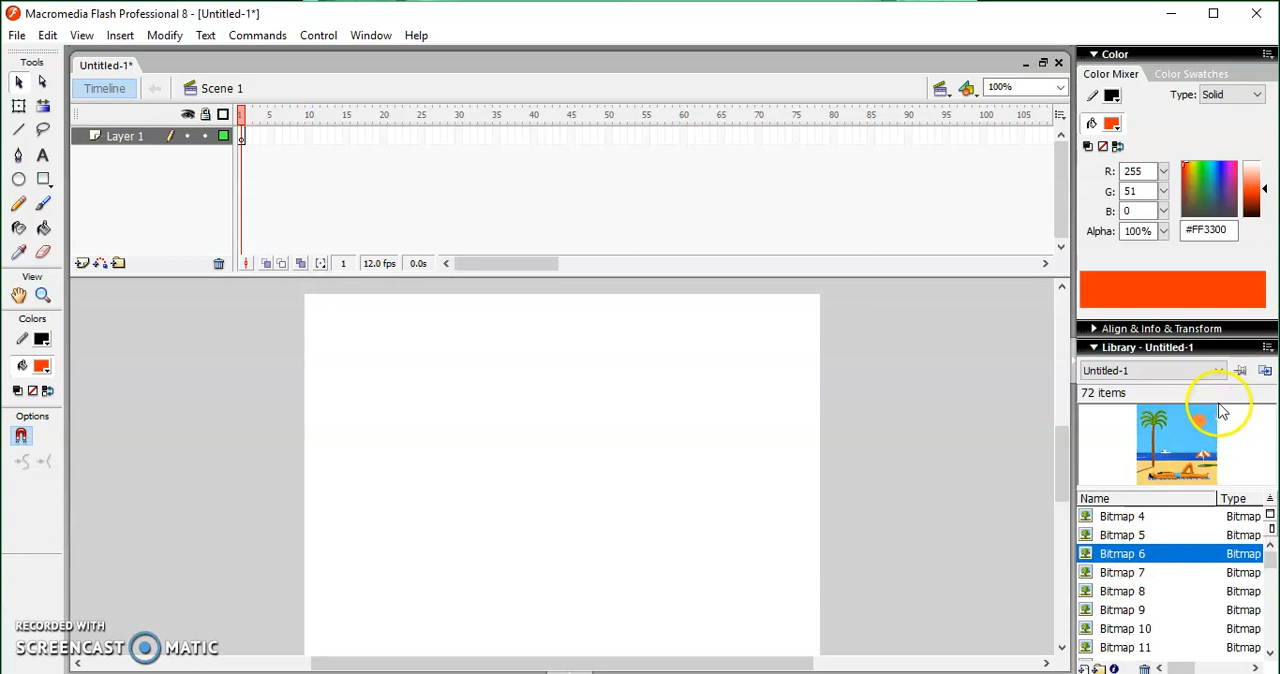 Macromedia Flash Professional 8 - [Untitled-1*]
File Edit View Insert Modify Text Commands Control Window Help
Tools
View
Colors
Options
Untitled-1*
Timeline
Scene 1
100%
1 5 10 15 20 25 30 35 40 45 50 55 60 65 70 75 80 85 90 95 100 105
Layer 1
1 12.0 fps 0.0s
Color
Color Mixer Color Swatches
Type: Solid
R: 255
G: 51
B: 0
Alpha: 100% #FF3300
Align & Info & Transform
Library - Untitled-1
Untitled-1
72 items
Name Type
Bitmap 4 Bitmap
Bitmap 5 Bitmap
Bitmap 6 Bitmap
Bitmap 7 Bitmap
Bitmap 8 Bitmap
Bitmap 9 Bitmap
Bitmap 10 Bitmap
Bitmap 11 Bitmap
RECORDED WITH
SCREENCAST MATIC